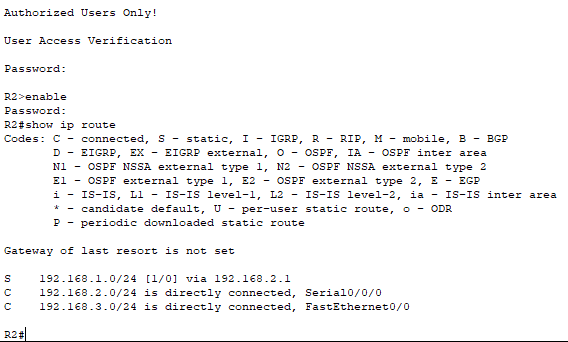 Authorized Users Only!
User Access Verification
Password:
R2>enable
Password:
R2#show ip route
Codes: C - connected, S - static, I - IGRP, R - RIP, M - mobile, B - BGP
D - EIGRP, EX - EIGRP external, O - OSPF, IA - OSPF inter area
N1 - OSPF NSSA external type 1, N2 - OSPF NSSA external type 2
E1 - OSPF external type 1, E2 - OSPF external type 2, E - EGP
i - IS-IS, L1 - IS-IS level-1, L2 - IS-IS level-2, ia - IS-IS inter area
* - candidate default, U - per-user static route, o - ODR
P - periodic downloaded static route
Gateway of last resort is not set
S    192.168.1.0/24 [1/0] via 192.168.2.1
C    192.168.2.0/24 is directly connected, Serial0/0/0
C    192.168.3.0/24 is directly connected, FastEthernet0/0
R2#